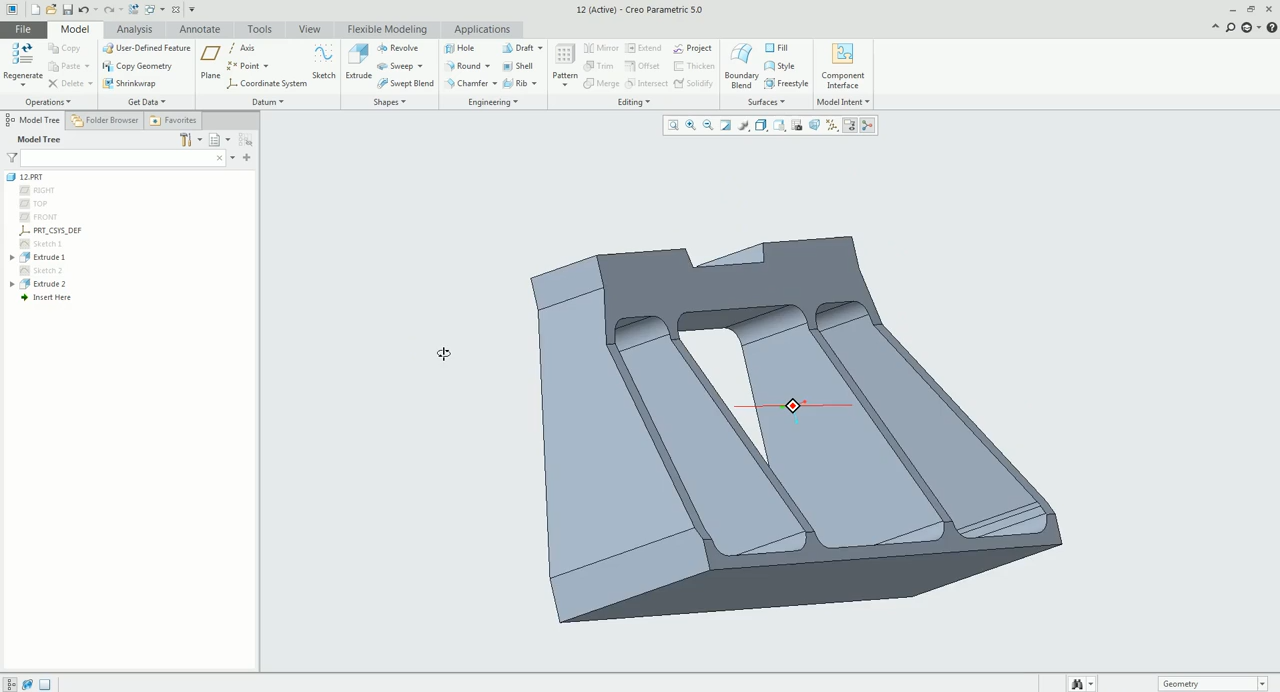 12 (Active) - Creo Parametric 5.0
File Model Analysis Annotate Tools View Flexible Modeling Applications
Regenerate
Copy
Paste
Delete
Operations
User-Defined Feature
Copy Geometry
Shrinkwrap
Get Data
Plane
Axis
Point
Coordinate System
Sketch
Datum
Extrude
Revolve
Sweep
Swept Blend
Shapes
Hole
Round
Chamfer
Draft
Shell
Rib
Engineering
Pattern
Mirror
Trim
Merge
Extend
Offset
Intersect
Project
Thicken
Solidify
Editing
Boundary
Blend
Fill
Style
Freestyle
Surfaces
Component
Interface
Model Intent
Model Tree Folder Browser Favorites
Model Tree
12.PRT
RIGHT
TOP
FRONT
PRT_CSYS_DEF
Sketch 1
Extrude 1
Sketch 2
Extrude 2
Insert Here
Geometry